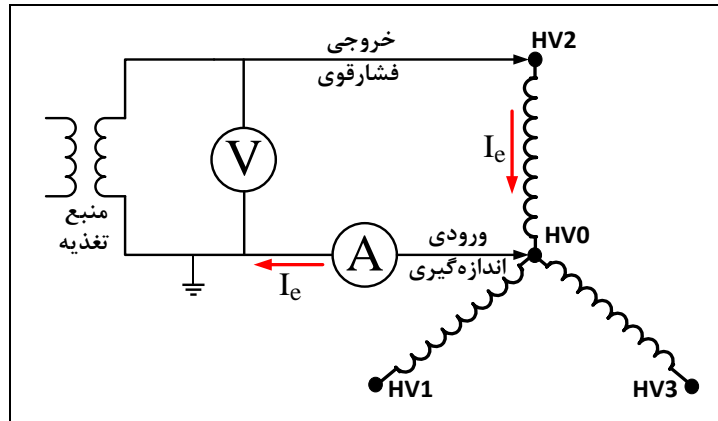 خروجی
فشارقوی
HV2
V
Iₑ
منبع
تغذیه
ورودی
اندازه‌گیری
HV0
A
Iₑ
HV1
HV3